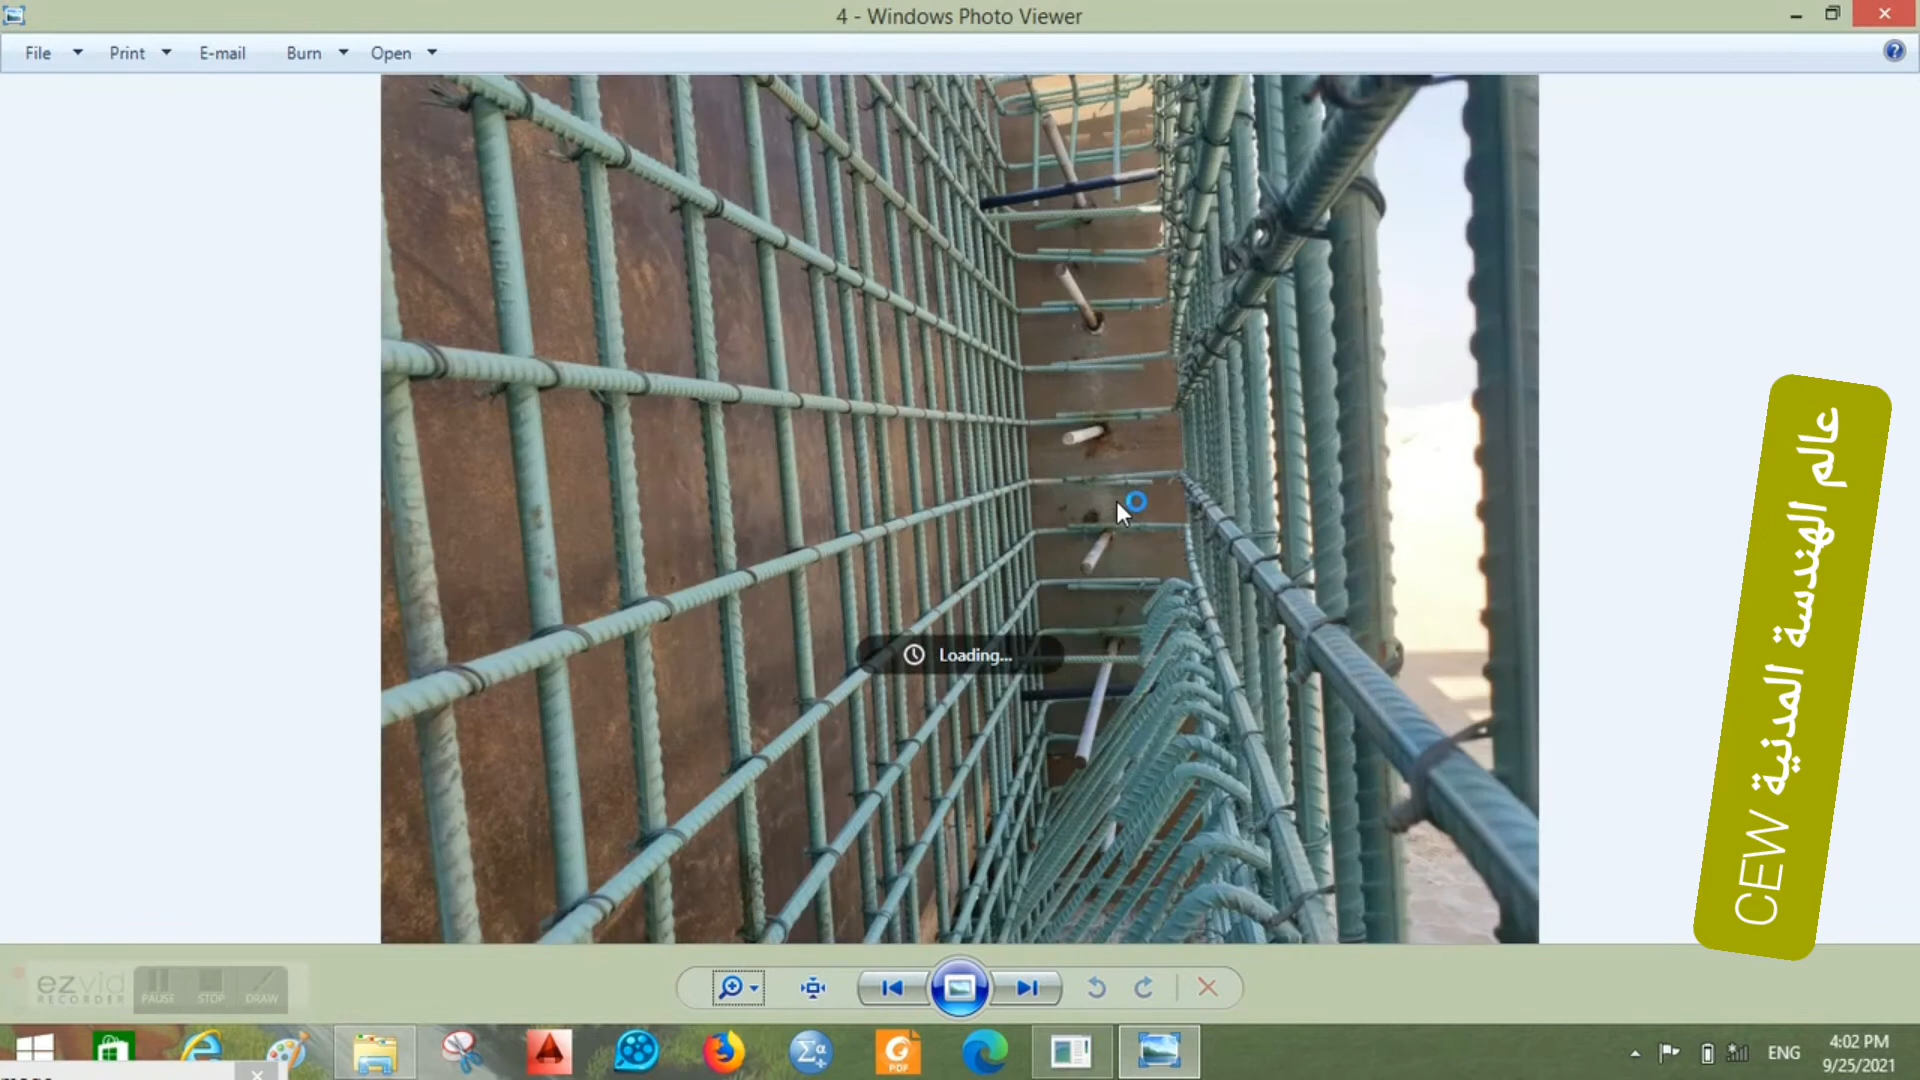 4 - Windows Photo Viewer
File Print E-mail Burn Open
Loading...
عالم الهندسة المدنية CEW
ezvid
RECORDER
PAUSE STOP DRAW
PDF
ENG
4:02 PM
9/25/2021